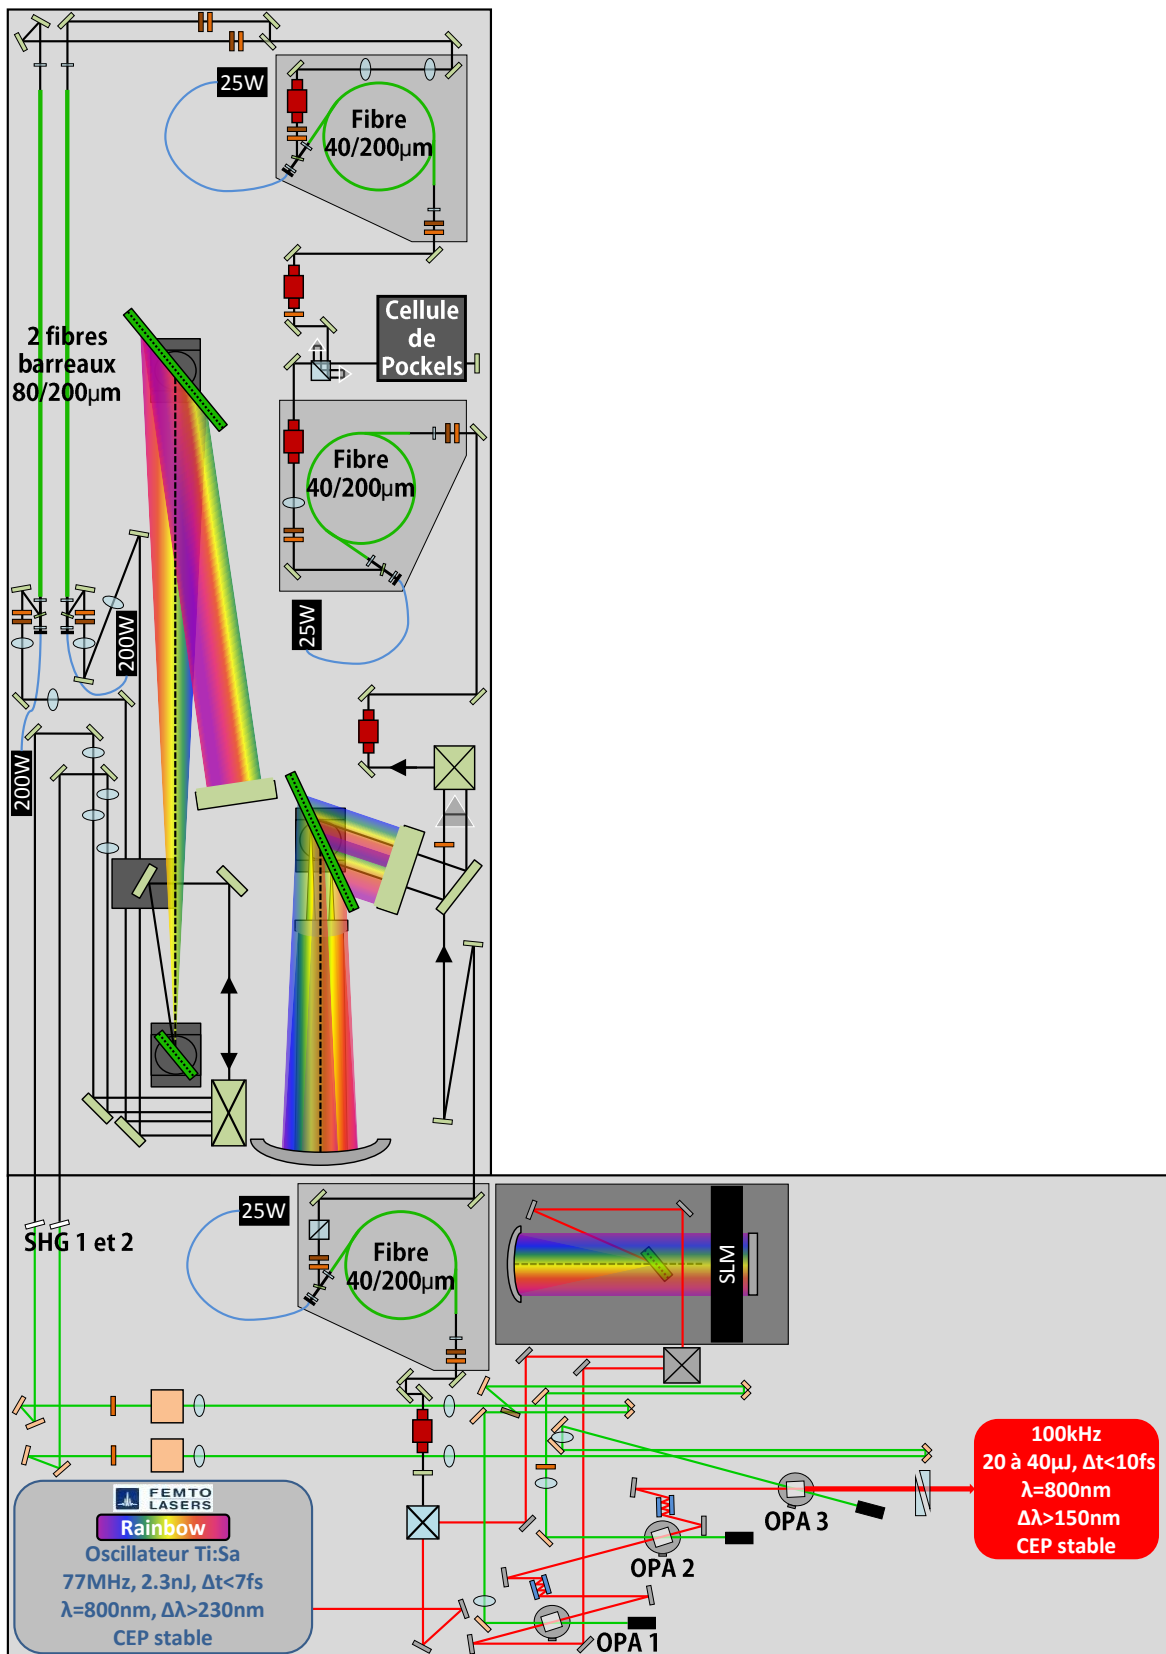 25W
Fibre
40/200µm
Cellule
de
Pockels
2 fibres
barreaux
80/200µm
Fibre
40/200µm
25W
200W
200W
25W
SHG 1 et 2
Fibre
40/200µm
SLM
100kHz
20 à 40µJ, Δt<10fs
λ=800nm
Δλ>150nm
CEP stable
OPA 3
OPA 2
OPA 1
FEMTO
LASERS
Rainbow
Oscillateur Ti:Sa
77MHz, 2.3nJ, Δt<7fs
λ=800nm, Δλ>230nm
CEP stable